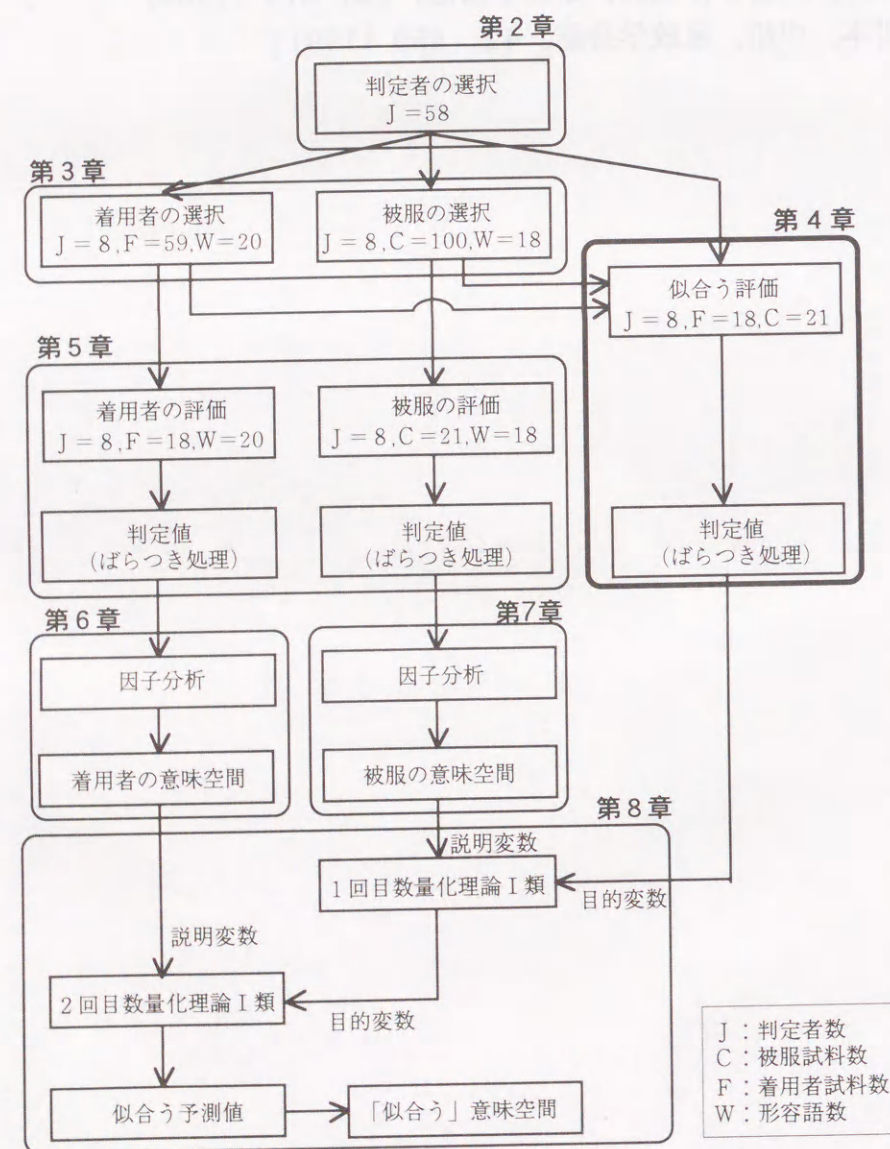 第2章
判定者の選択
J=58
第3章
着用者の選択
J=8,F=59,W=20
被服の選択
J=8,C=100,W=18
第4章
似合う評価
J=8,F=18,C=21
第5章
着用者の評価
J=8,F=18,W=20
被服の評価
J=8,C=21,W=18
判定値
(ばらつき処理)
判定値
(ばらつき処理)
判定値
(ばらつき処理)
第6章
第7章
因子分析
因子分析
着用者の意味空間
被服の意味空間
第8章
説明変数
1回目数量化理論Ⅰ類
目的変数
説明変数
2回目数量化理論Ⅰ類
目的変数
似合う予測値
「似合う」意味空間
J:判定者数
C:被服試料数
F:着用者試料数
W:形容語数